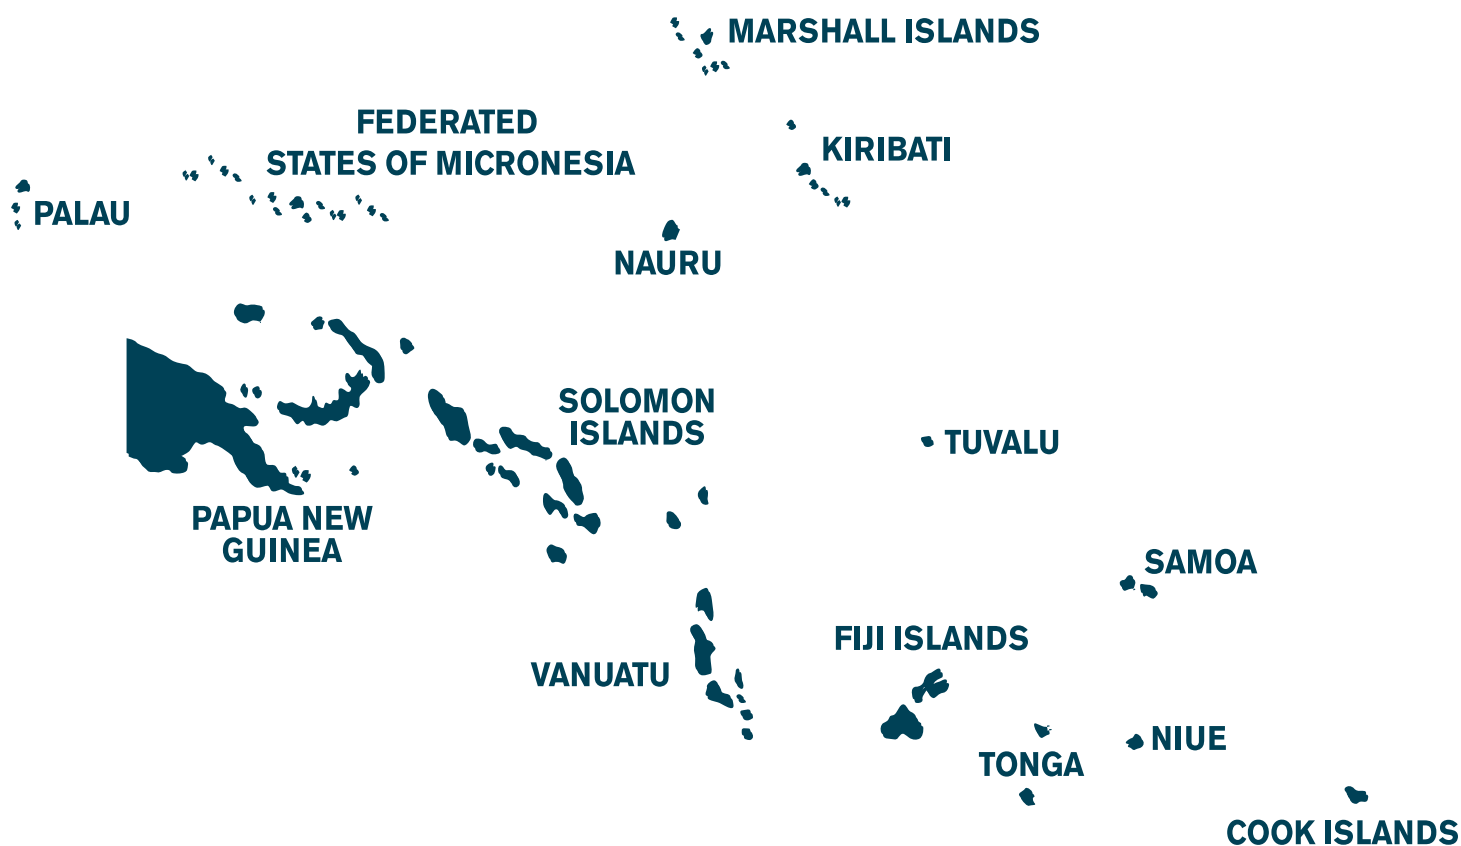 MARSHALL ISLANDS
FEDERATED
STATES OF MICRONESIA
KIRIBATI
PALAU
NAURU
SOLOMON
ISLANDS
TUVALU
PAPUA NEW
GUINEA
SAMOA
FIJI ISLANDS
VANUATU
NIUE
TONGA
COOK ISLANDS